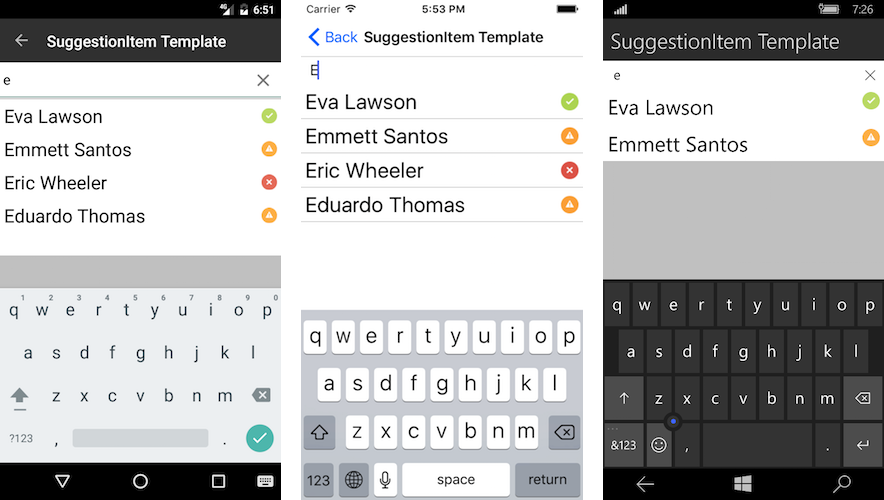 4G 6:51
SuggestionItem Template
e
Eva Lawson
Emmett Santos
Eric Wheeler
Eduardo Thomas
1 2 3 4 5 6 7 8 9 0
q w e r t y u i o p
a s d f g h j k l
z x c v b n m
?123 , .
Carrier 5:53 PM
Back SuggestionItem Template
E
Eva Lawson
Emmett Santos
Eric Wheeler
Eduardo Thomas
q w e r t y u i o p
a s d f g h j k l
z x c v b n m
123 space return
7:26
SuggestionItem Template
e
Eva Lawson
Emmett Santos
q w e r t y u i o p
a s d f g h j k l
z x c v b n m
&123 , .